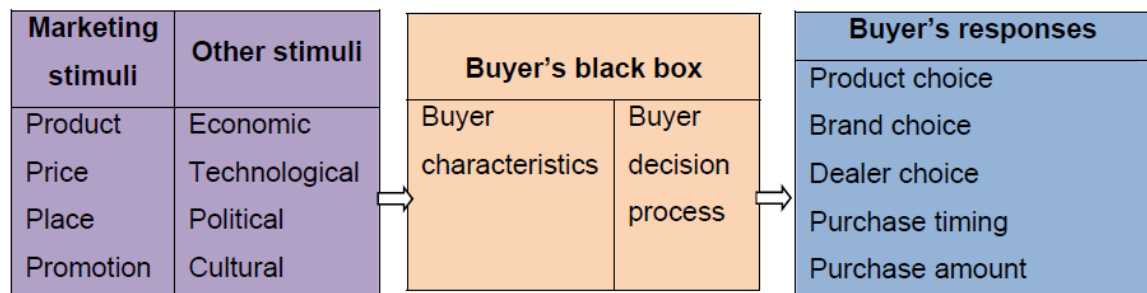 Marketing
stimuli
Other stimuli
Product
Price
Place
Promotion
Economic
Technological
Political
Cultural
Buyer’s black box
Buyer
characteristics
Buyer
decision
process
Buyer’s responses
Product choice
Brand choice
Dealer choice
Purchase timing
Purchase amount